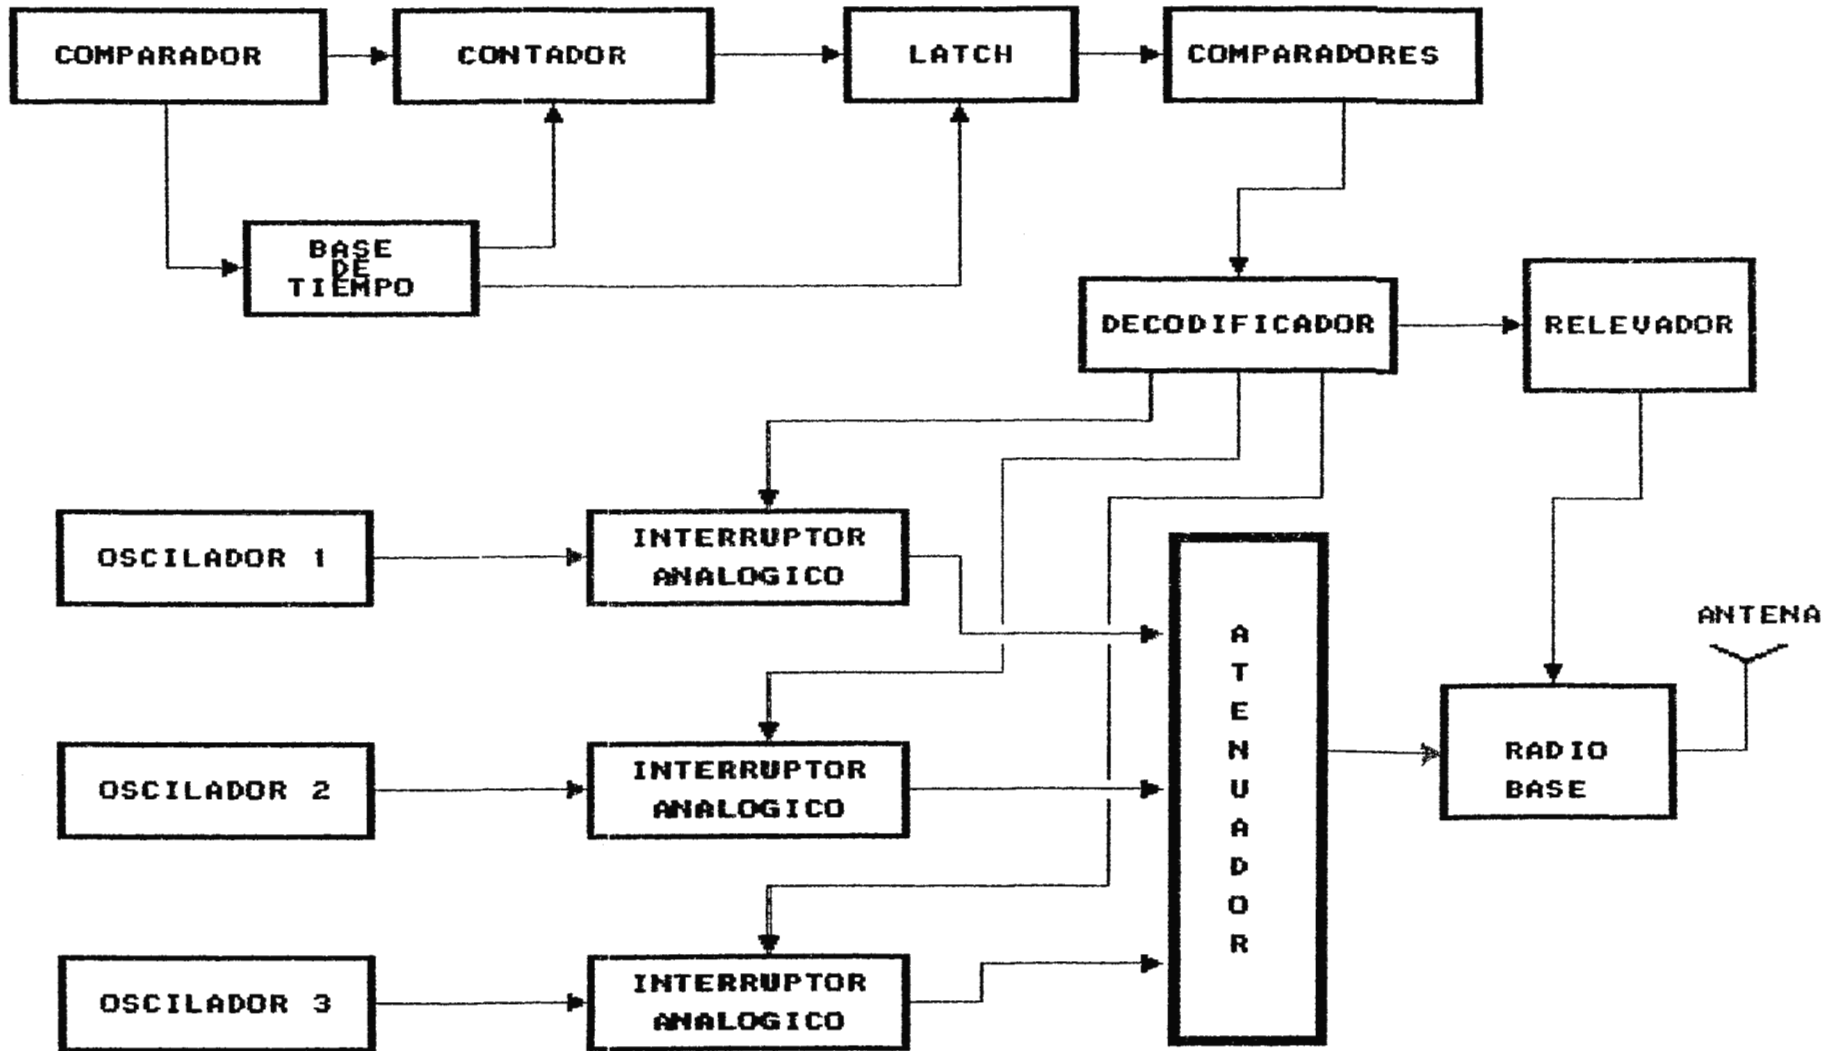 COMPARADOR
CONTADOR
LATCH
COMPARADORES
BASE
DE
TIEMPO
DECODIFICADOR
RELEVADOR
OSCILADOR 1
INTERRUPTOR
ANALOGICO
ANTENA
ATENUADOR
OSCILADOR 2
INTERRUPTOR
ANALOGICO
RADIO
BASE
OSCILADOR 3
INTERRUPTOR
ANALOGICO